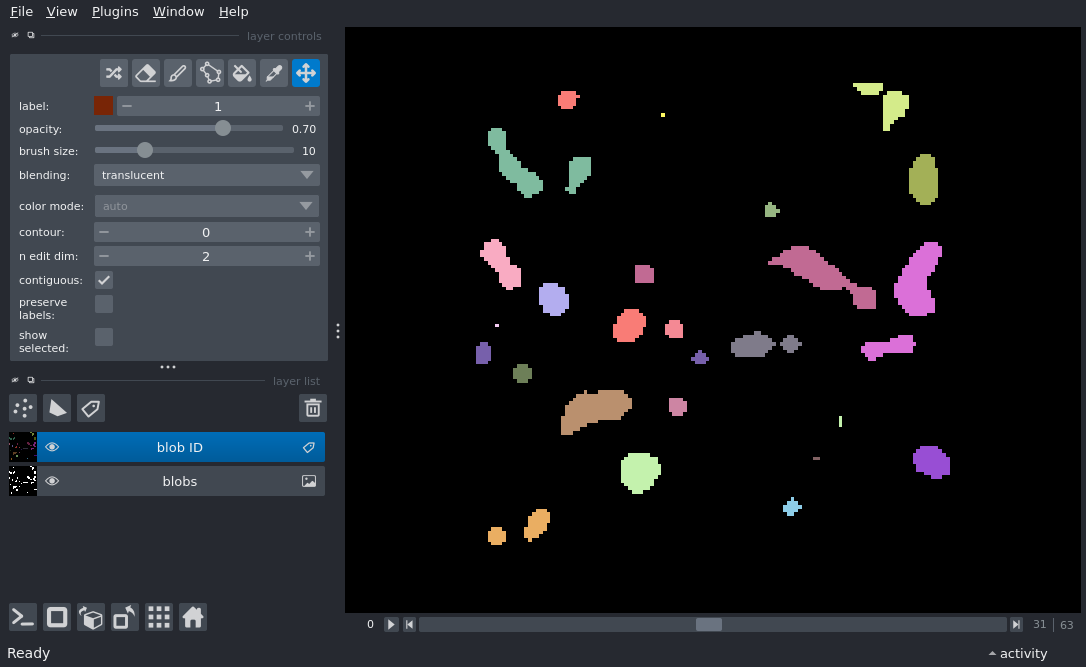 File View Plugins Window Help
layer controls
label: 1
opacity: 0.70
brush size: 10
blending: translucent
color mode: auto
contour: 0
n edit dim: 2
contiguous:
preserve
labels:
show
selected:
layer list
blob ID
blobs
0 31 63
Ready activity